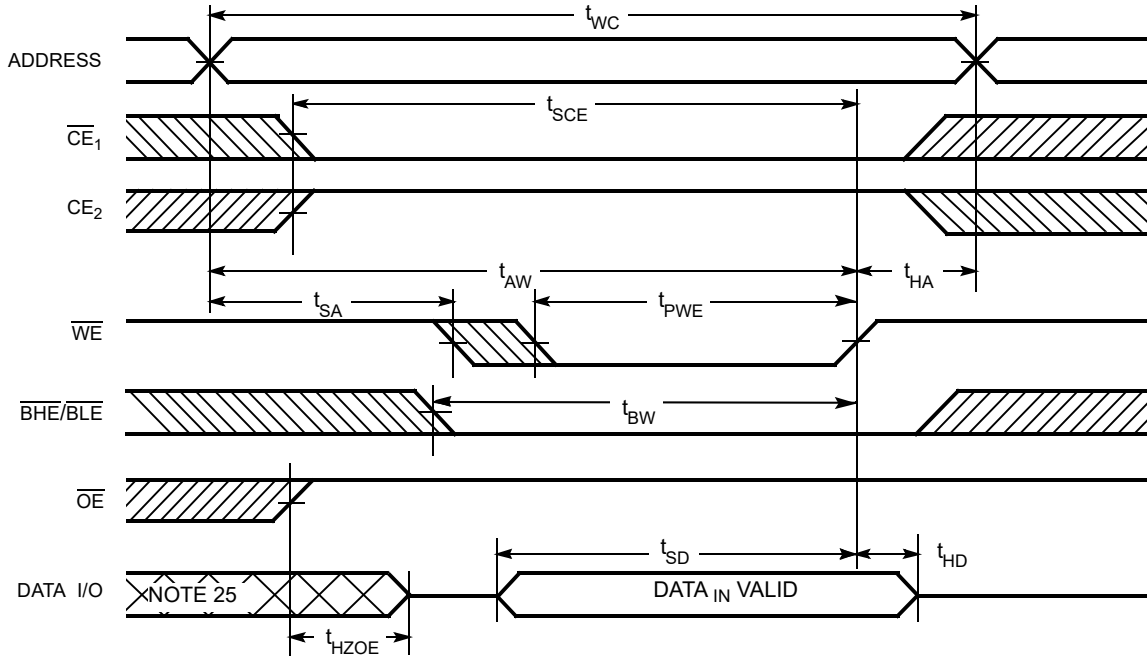 tWC
ADDRESS
tSCE
CE1
CE2
tAW
tHA
tSA
tPWE
WE
BHE/BLE
tBW
OE
tSD
tHD
DATA I/O
NOTE 25
DATA IN VALID
tHZOE